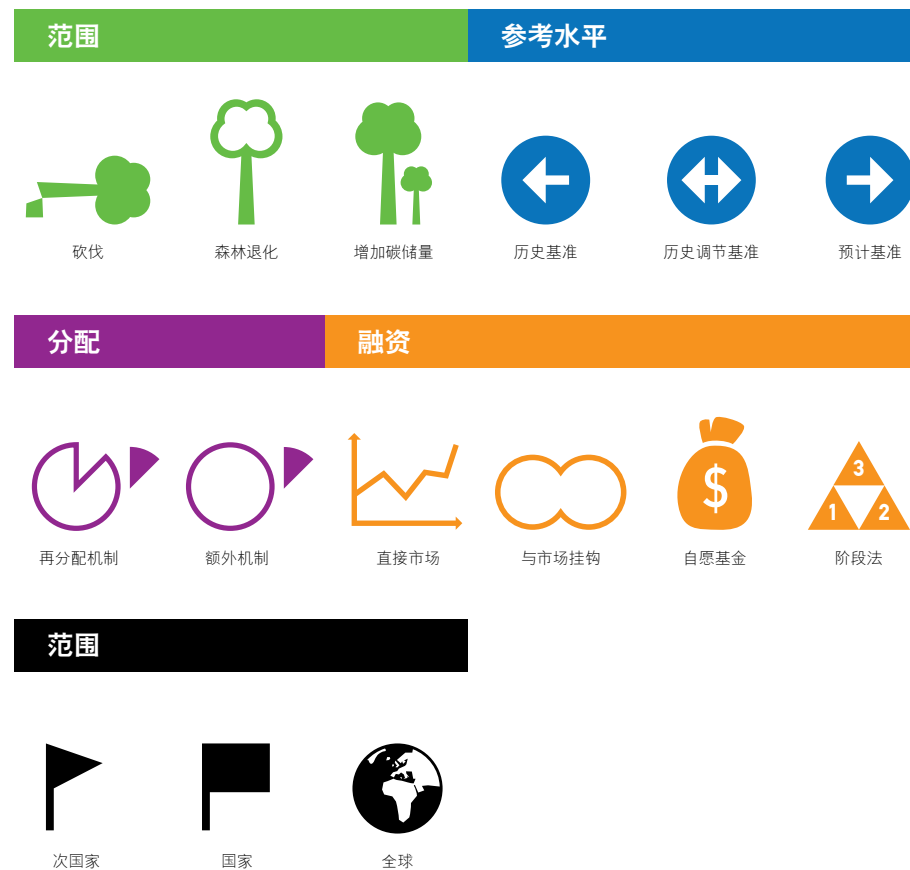 范围
参考水平
砍伐
森林退化
增加碳储量
历史基准
历史调节基准
预计基准
分配
融资
$
3
1
2
再分配机制
额外机制
直接市场
与市场挂钩
自愿基金
阶段法
范围
次国家
国家
全球